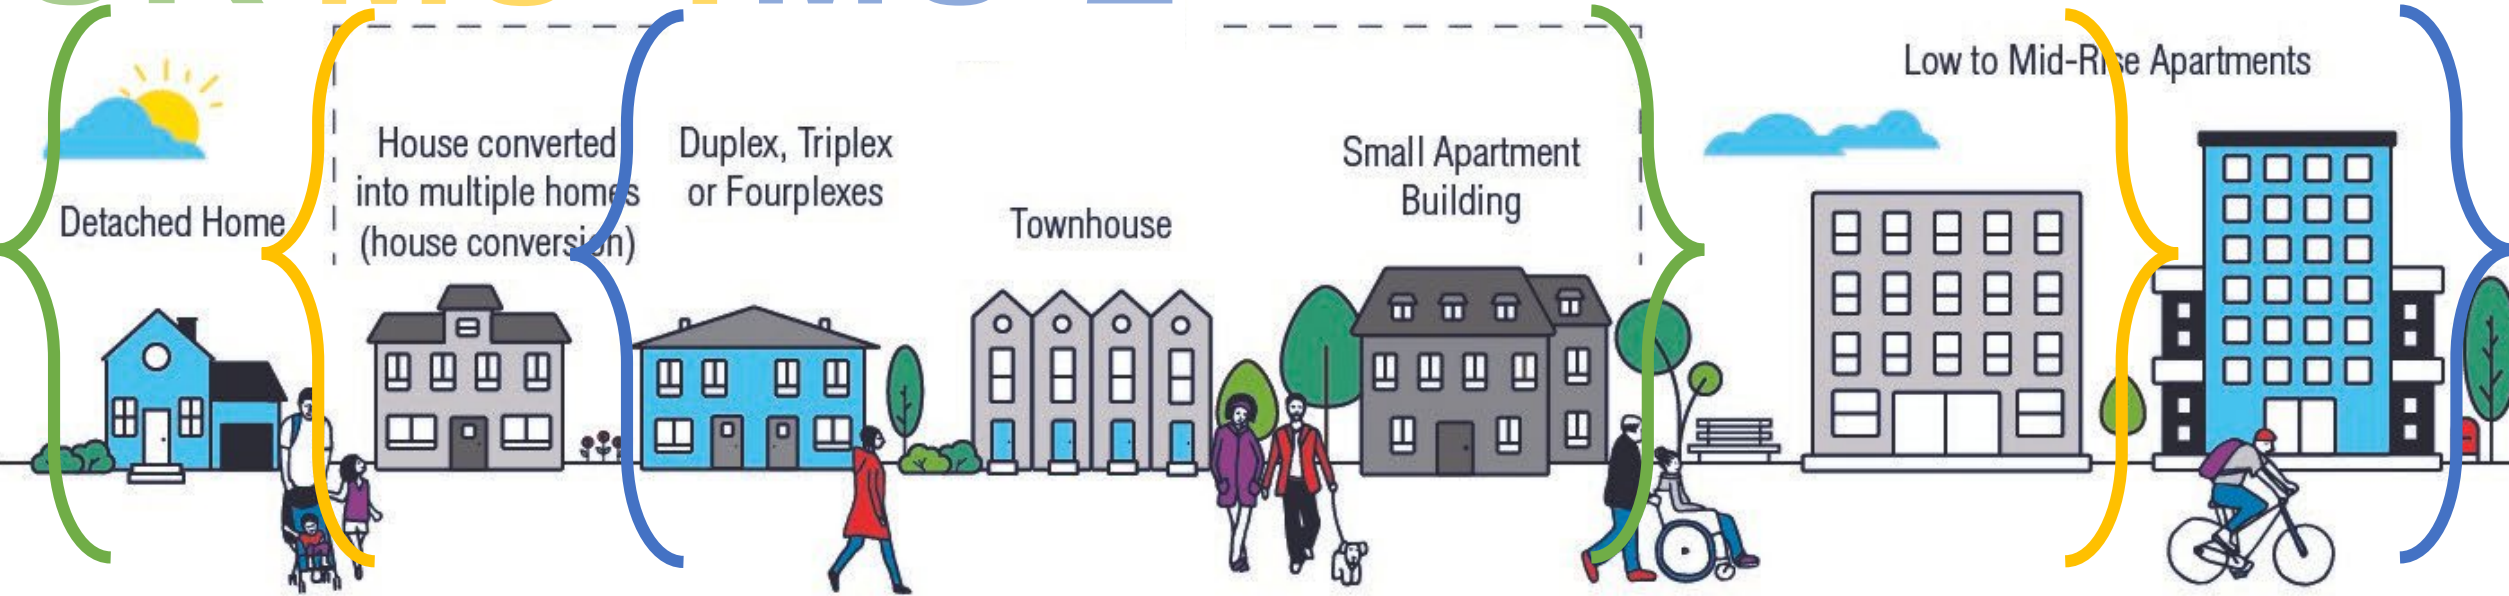 Detached Home
House converted
into multiple homes
(house conversion)
Duplex, Triplex
or Fourplexes
Townhouse
Small Apartment
Building
Low to Mid-Rise Apartments